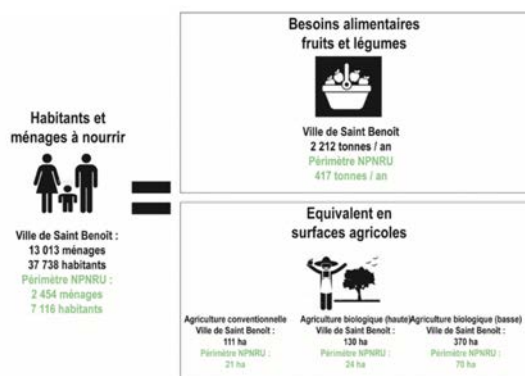 Habitants et
ménages à nourrir
Ville de Saint Benoît :
13 013 ménages
37 738 habitants
Périmètre NPNRU :
2 454 ménages
7 116 habitants
Besoins alimentaires
fruits et légumes
Ville de Saint Benoît
2 212 tonnes / an
Périmètre NPNRU
417 tonnes / an
Equivalent en
surfaces agricoles
Agriculture conventionnelle
Ville de Saint Benoît :
111 ha
Périmètre NPNRU :
21 ha
Agriculture biologique (haute)
Ville de Saint Benoît :
130 ha
Périmètre NPNRU :
24 ha
Agriculture biologique (basse)
Ville de Saint Benoît :
370 ha
Périmètre NPNRU :
70 ha